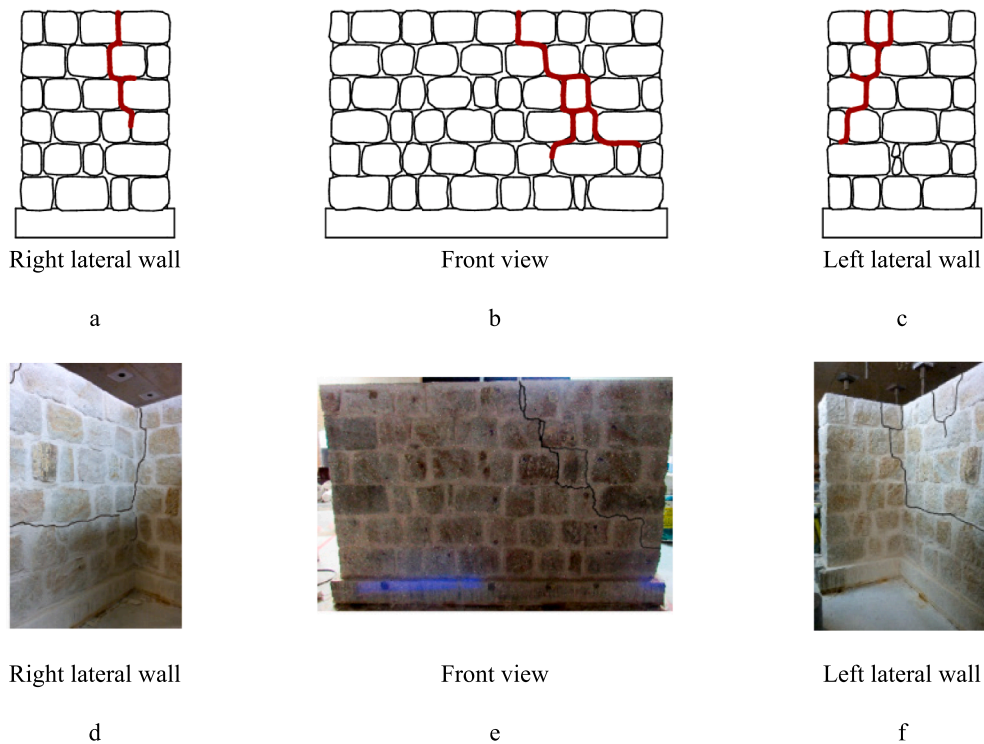 Right lateral wall
Front view
Left lateral wall
a
b
c
Right lateral wall
Front view
Left lateral wall
d
e
f